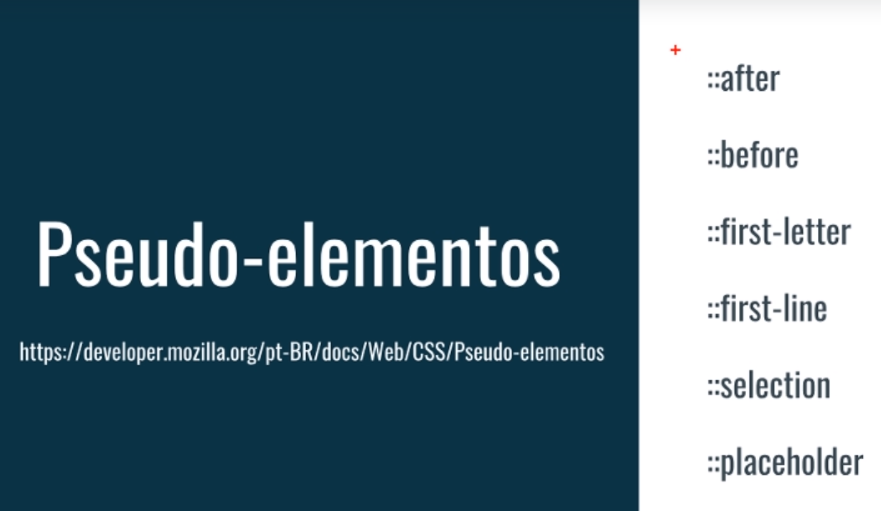 Pseudo-elementos
https://developer.mozilla.org/pt-BR/docs/Web/CSS/Pseudo-elementos
::after
::before
::first-letter
::first-line
::selection
::placeholder